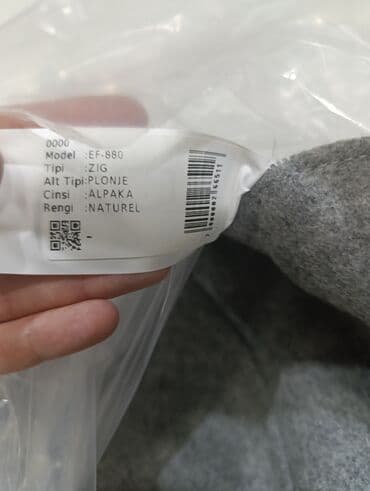 0000
Model :EF-880
Tipi :ZIG
Alt Tipi:PLONJE
Cinsi :ALPAKA
Rengi :NATUREL
-